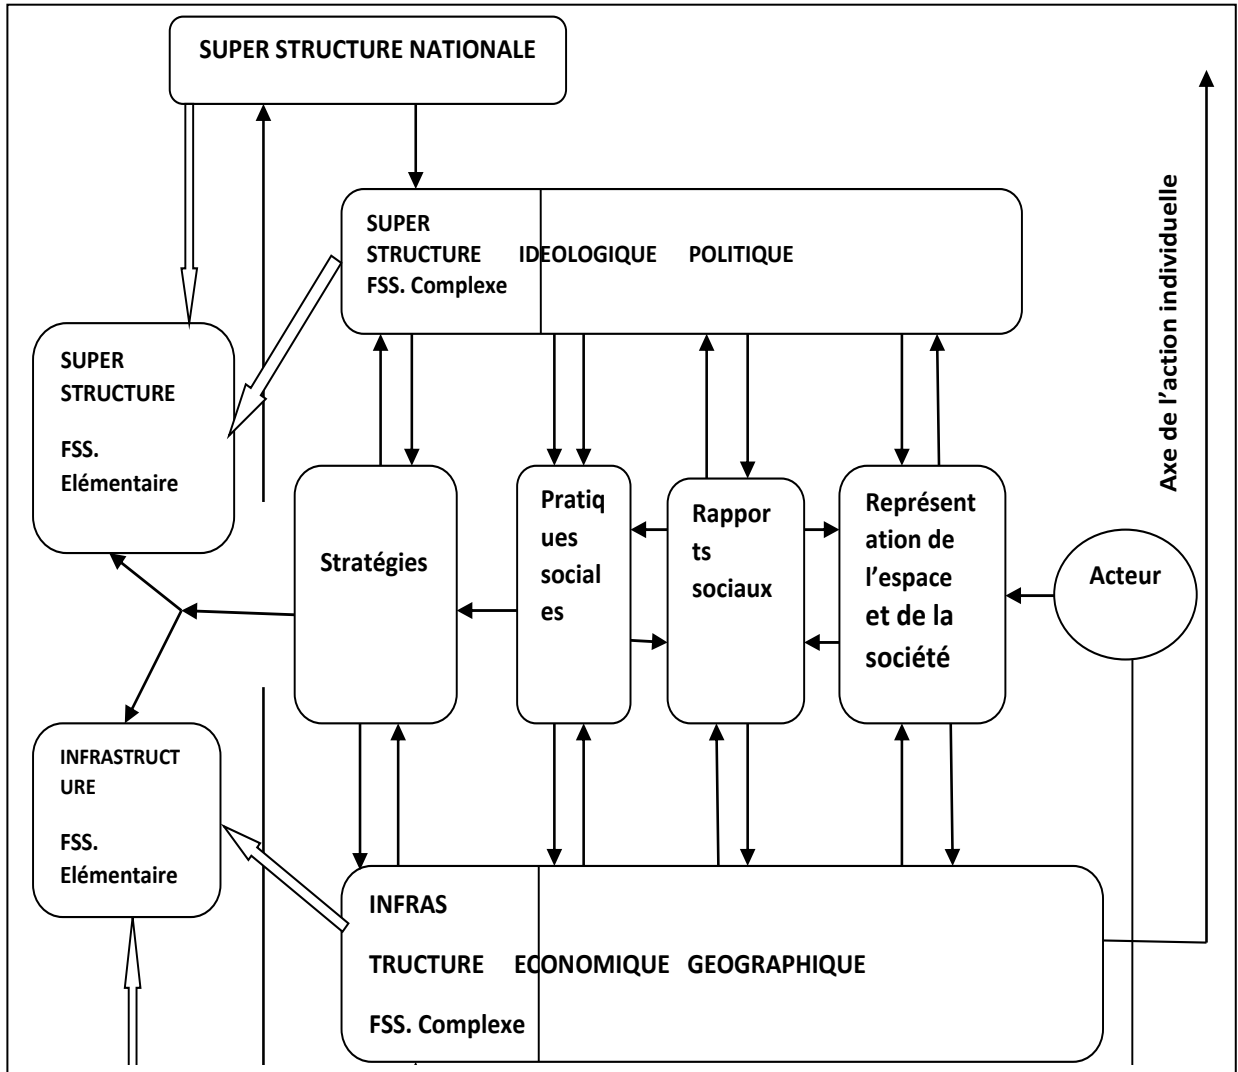 SUPER STRUCTURE NATIONALE
SUPER
STRUCTURE IDEOLOGIQUE POLITIQUE
FSS. Complexe
Axe de l'action individuelle
SUPER
STRUCTURE
FSS.
Elémentaire
Stratégies
Pratiq
ues
social
es
Rappor
ts
sociaux
Représent
ation de
l'espace
et de la
société
Acteur
INFRASTRUCT
URE
FSS.
Elémentaire
INFRAS
TRUCTURE ECONOMIQUE GEOGRAPHIQUE
FSS. Complexe